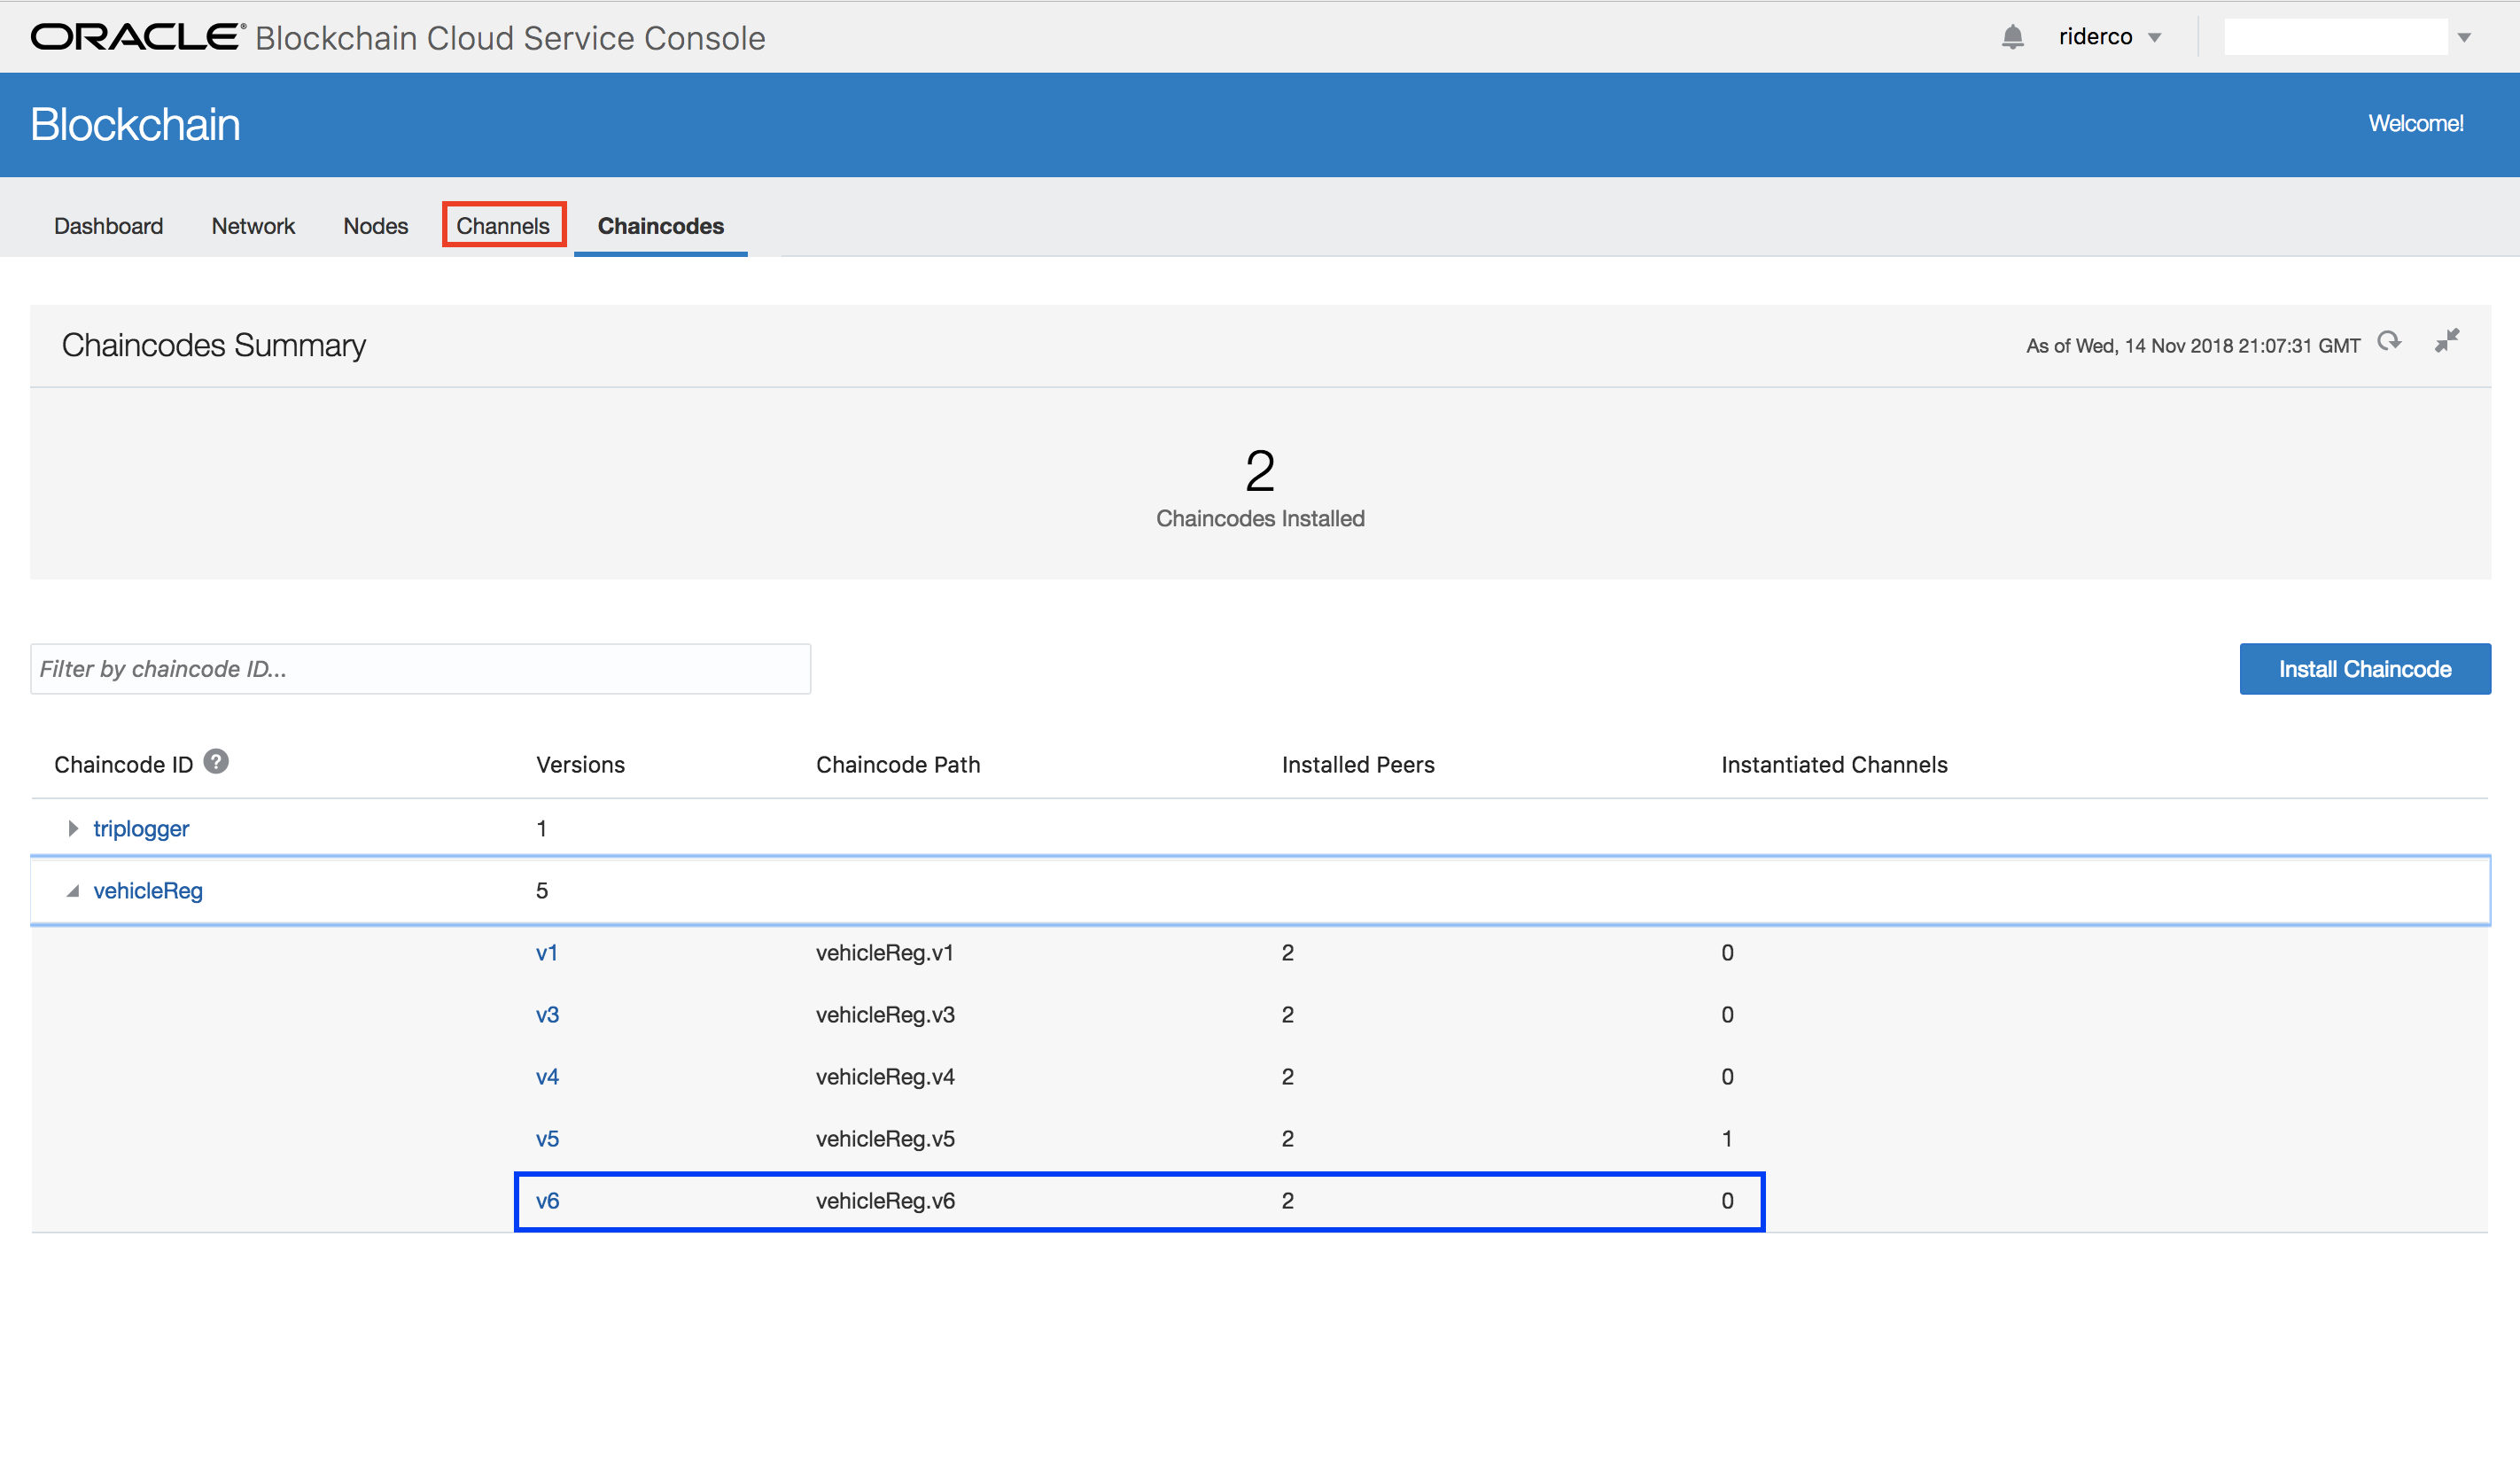 ORACLE® Blockchain Cloud Service Console riderco
Blockchain Welcome!
Dashboard Network Nodes Channels Chaincodes
Chaincodes Summary As of Wed, 14 Nov 2018 21:07:31 GMT
2
Chaincodes Installed
Filter by chaincode ID... Install Chaincode
Chaincode ID ? Versions Chaincode Path Installed Peers Instantiated Channels
triplogger 1
vehicleReg 5
v1 vehicleReg.v1 2 0
v3 vehicleReg.v3 2 0
v4 vehicleReg.v4 2 0
v5 vehicleReg.v5 2 1
v6 vehicleReg.v6 2 0